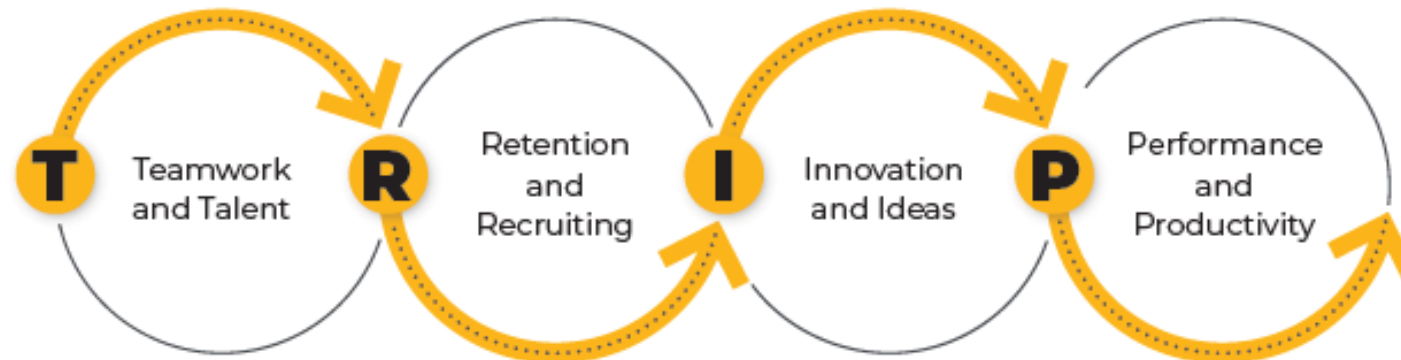 T
Teamwork
and Talent
R
Retention
and
Recruiting
I
Innovation
and Ideas
P
Performance
and
Productivity